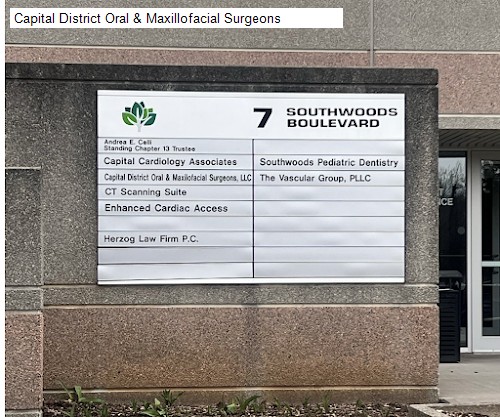 Capital District Oral & Maxillofacial Surgeons
7 SOUTHWOODS
BOULEVARD
Andrea E. Celli
Standing Chapter 13 Trustee
Capital Cardiology Associates
Southwoods Pediatric Dentistry
Capital District Oral & Maxilofacial Surgeons, LLC
The Vascular Group, PLLC
CT Scanning Suite
Enhanced Cardiac Access
Herzog Law Firm P.C.